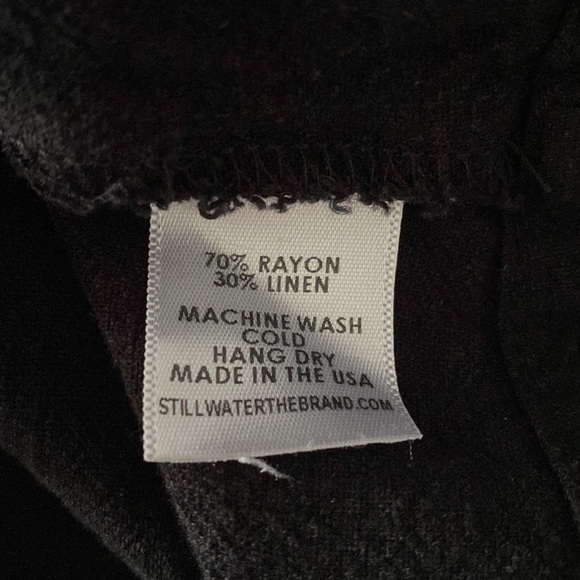 70% RAYON
30% LINEN
MACHINE WASH
COLD
HANG DRY
MADE IN THE USA
STILLWATERTHEBRAND.COM